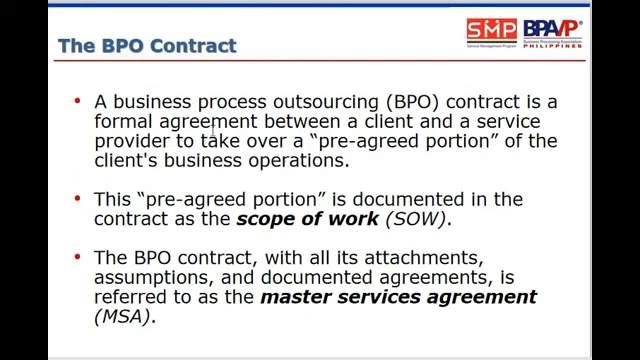 The BPO Contract
SMP
Service Management Program
BPAP®
Business Processing Association
PHILIPPINES
• A business process outsourcing (BPO) contract is a
formal agreement between a client and a service
provider to take over a “pre-agreed portion” of the
client's business operations.
• This “pre-agreed portion” is documented in the
contract as the scope of work (SOW).
• The BPO contract, with all its attachments,
assumptions, and documented agreements, is
referred to as the master services agreement
(MSA).